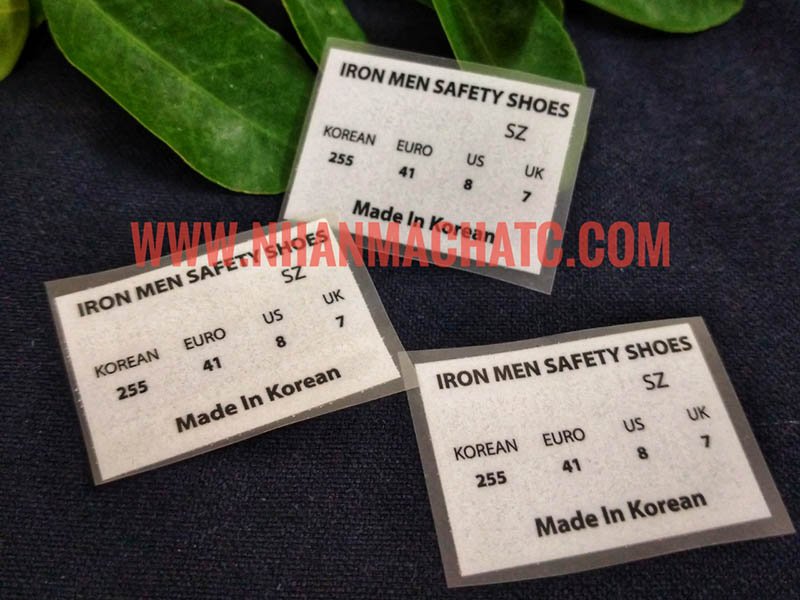 IRON MEN SAFETY SHOES
SZ
KOREAN EURO US UK
255 41 8 7
Made In Korean
WWW.NHANMACHATC.COM
IRON MEN SAFETY SHOES
SZ
KOREAN EURO US UK
255 41 8 7
Made In Korean
IRON MEN SAFETY SHOES
SZ
KOREAN EURO US UK
255 41 8 7
Made In Korean